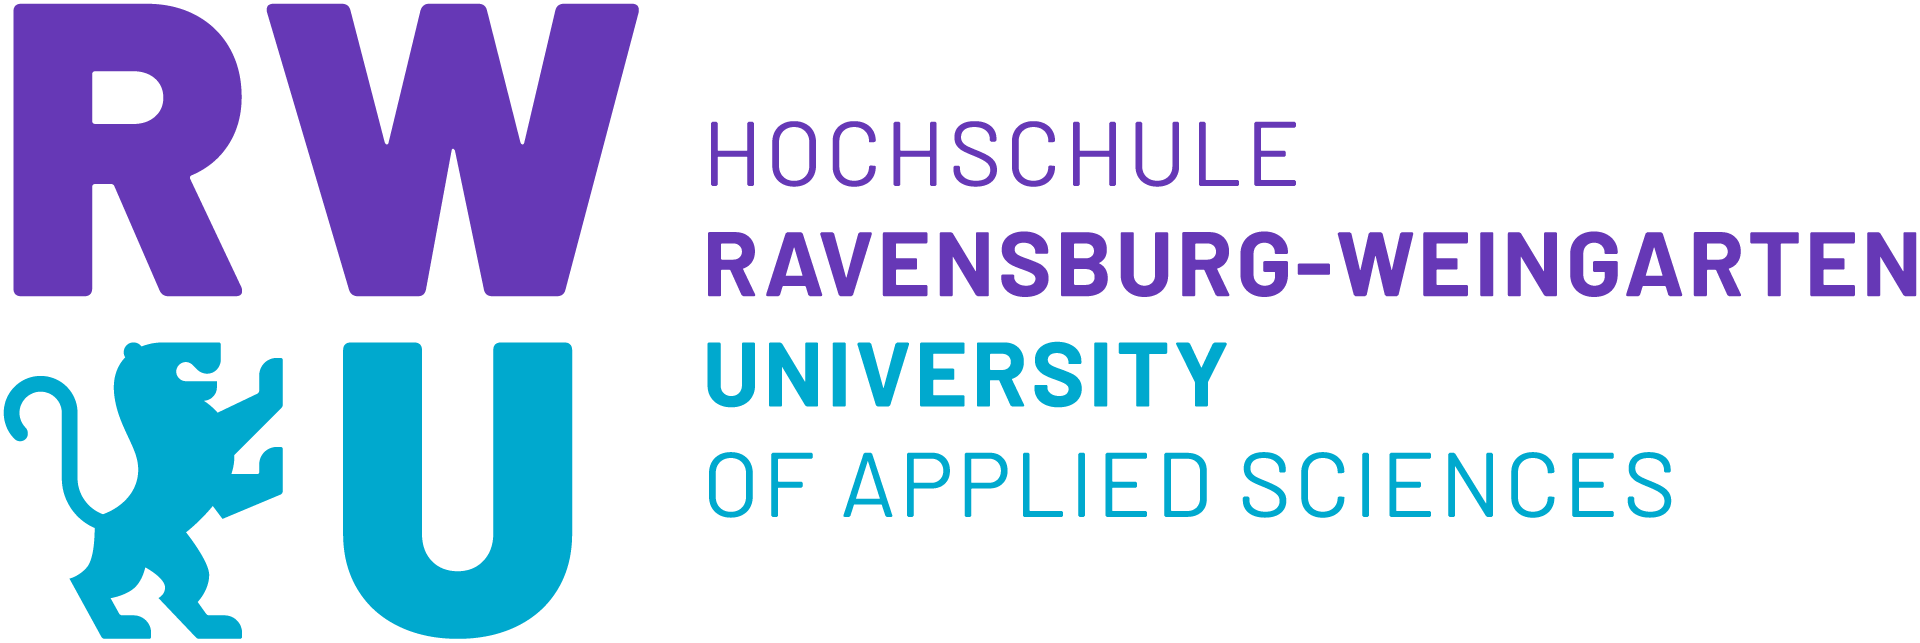 RW
U
HOCHSCHULE
RAVENSBURG-WEINGARTEN
UNIVERSITY
OF APPLIED SCIENCES